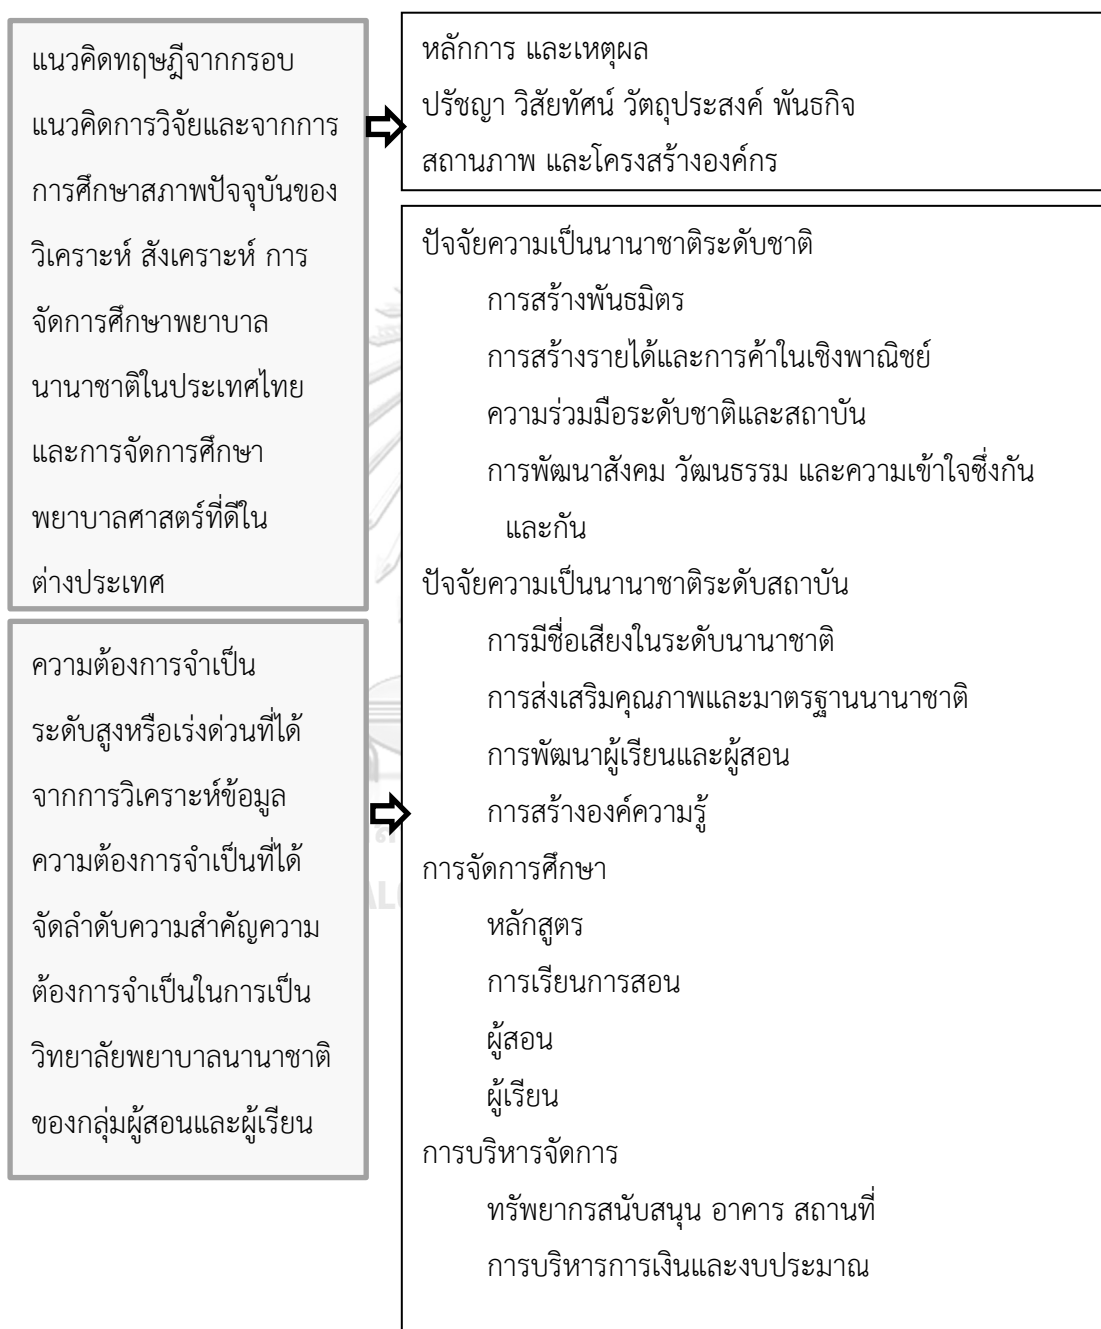 แนวคิดทฤษฎีจากกรอบ
แนวคิดการวิจัยและจากการ
การศึกษาสภาพปัจจุบันของ
วิเคราะห์ สังเคราะห์ การ
จัดการศึกษาพยาบาล
นานาชาติในประเทศไทย
และการจัดการศึกษา
พยาบาลศาสตร์ที่ดีใน
ต่างประเทศ
หลักการ และเหตุผล
ปรัชญา วิสัยทัศน์ วัตถุประสงค์ พันธกิจ
สถานภาพ และโครงสร้างองค์กร
ความต้องการจำเป็น
ระดับสูงหรือเร่งด่วนที่ได้
จากการวิเคราะห์ข้อมูล
ความต้องการจำเป็นที่ได้
จัดลำดับความสำคัญความ
ต้องการจำเป็นในการเป็น
วิทยาลัยพยาบาลนานาชาติ
ของกลุ่มผู้สอนและผู้เรียน
ปัจจัยความเป็นนานาชาติระดับชาติ
การสร้างพันธมิตร
การสร้างรายได้และการค้าในเชิงพาณิชย์
ความร่วมมือระดับชาติและสถาบัน
การพัฒนาสังคม วัฒนธรรม และความเข้าใจซึ่งกัน
และกัน
ปัจจัยความเป็นนานาชาติระดับสถาบัน
การมีชื่อเสียงในระดับนานาชาติ
การส่งเสริมคุณภาพและมาตรฐานนานาชาติ
การพัฒนาผู้เรียนและผู้สอน
การสร้างองค์ความรู้
การจัดการศึกษา
หลักสูตร
การเรียนการสอน
ผู้สอน
ผู้เรียน
การบริหารจัดการ
ทรัพยากรสนับสนุน อาคาร สถานที่
การบริหารการเงินและงบประมาณ